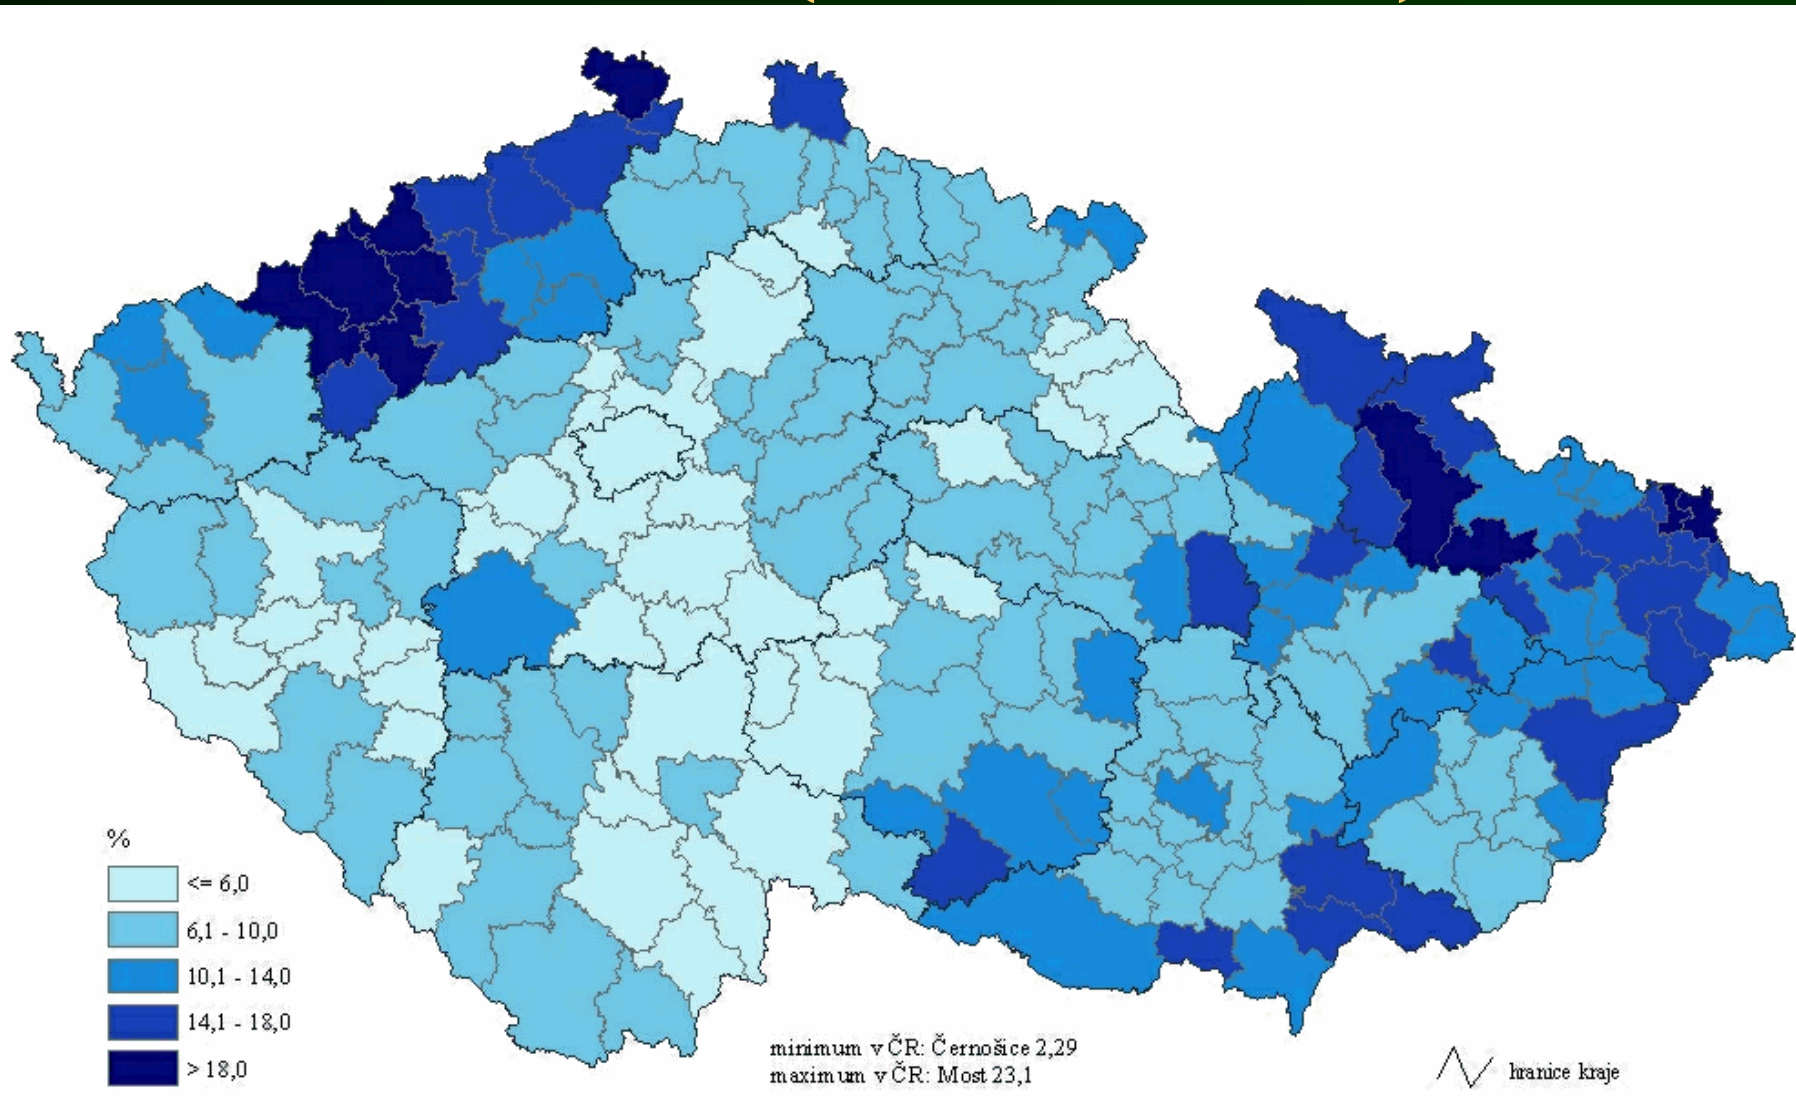 %
<= 6,0
6,1 - 10,0
10,1 - 14,0
14,1 - 18,0
> 18,0
minimum v ČR: Černošice 2,29
maximum v ČR: Most 23,1
hranice kraje